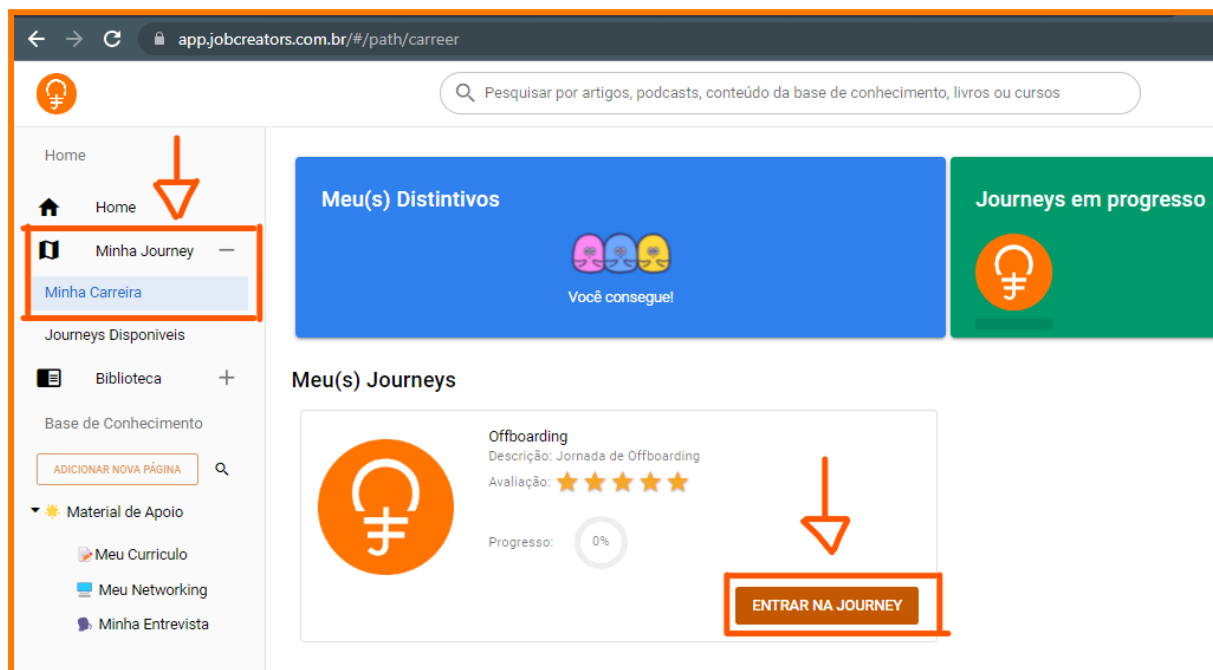 app.jobcreators.com.br/#/path/carreer
Pesquisar por artigos, podcasts, conteúdo da base de conhecimento, livros ou cursos
Home
Home
Minha Journey
Minha Carreira
Journeys Disponiveis
Biblioteca
Base de Conhecimento
ADICIONAR NOVA PÁGINA
Material de Apoio
Meu Curriculo
Meu Networking
Minha Entrevista
Meu(s) Distintivos
Você consegue!
Journeys em progresso
Meu(s) Journeys
Offboarding
Descrição: Jornada de Offboarding
Avaliação:
Progresso: 0%
ENTRAR NA JOURNEY